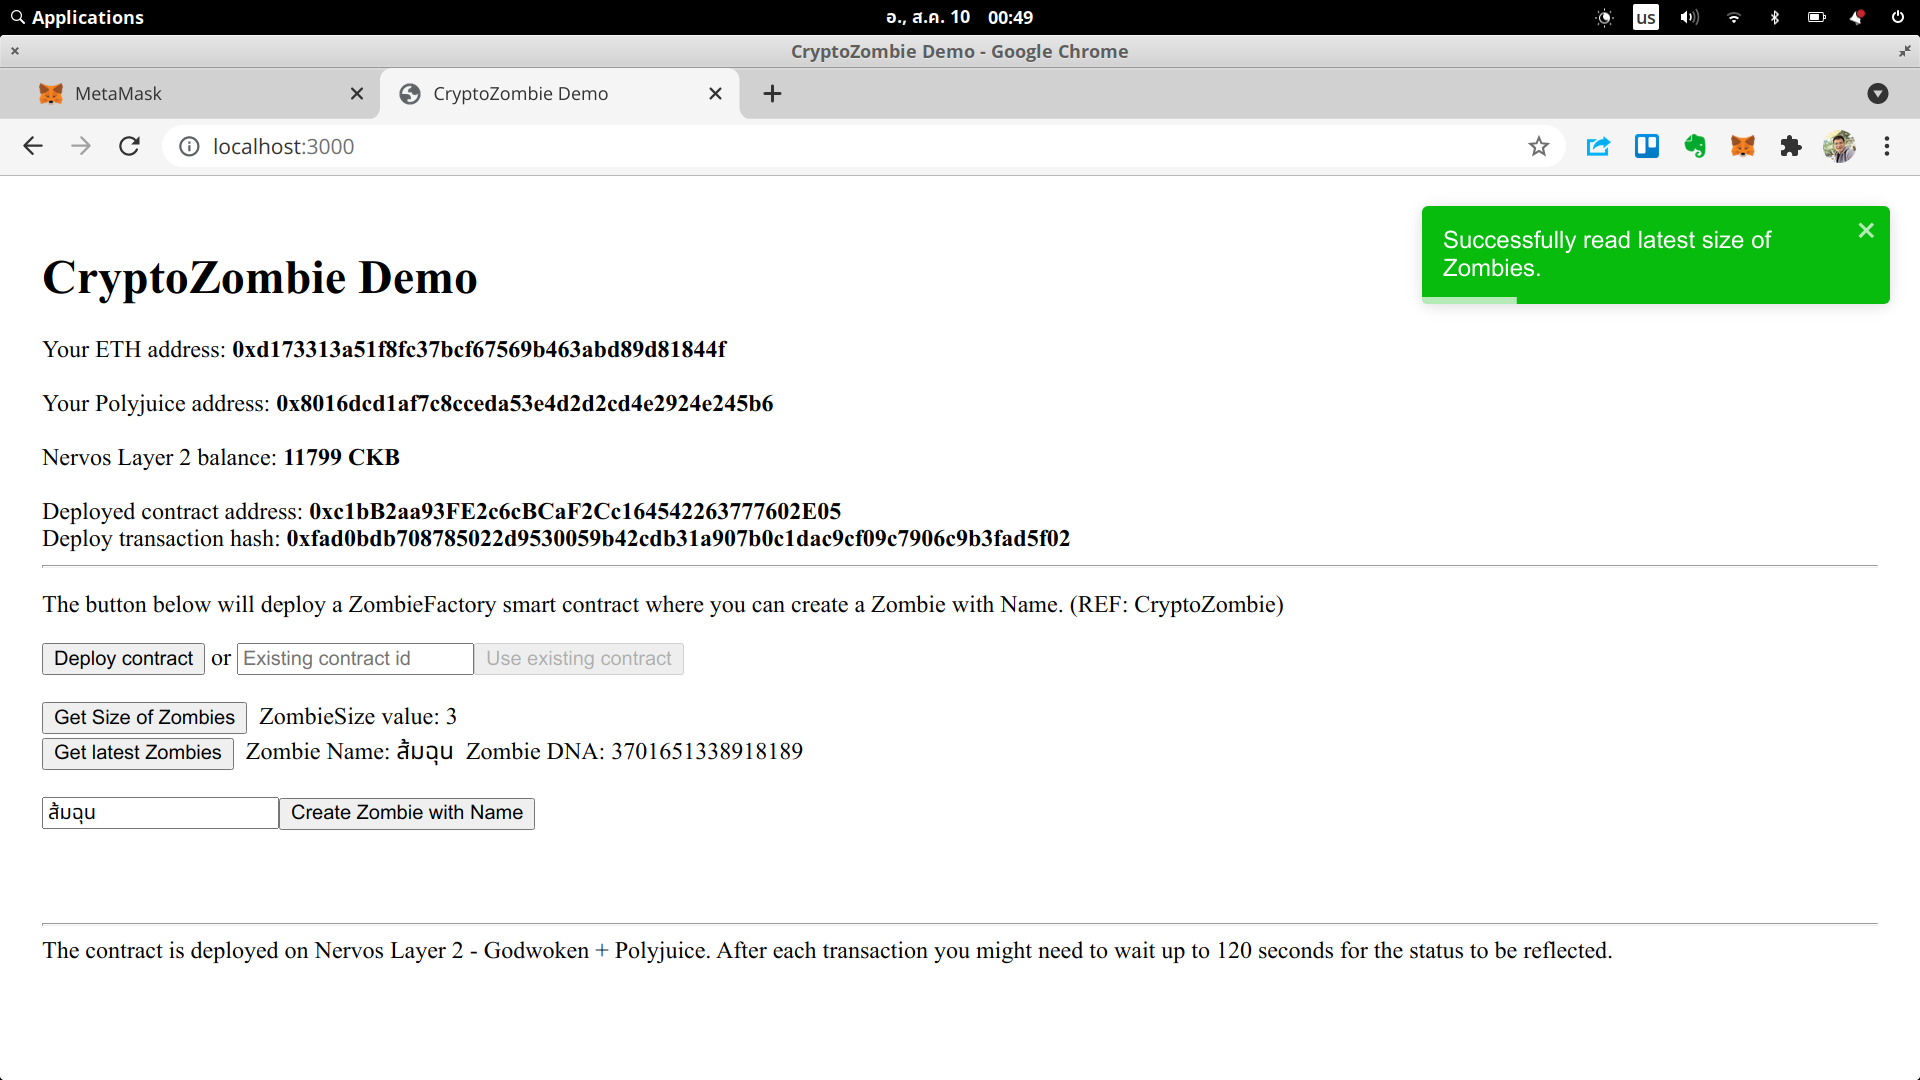 Applications
อ., ส.ค. 10 00:49
us
CryptoZombie Demo - Google Chrome
MetaMask
CryptoZombie Demo
localhost:3000
Successfully read latest size of
Zombies.
CryptoZombie Demo
Your ETH address: 0xd173313a51f8fc37bcf67569b463abd89d81844f
Your Polyjuice address: 0x8016dcd1af7c8cceda53e4d2d2cd4e2924e245b6
Nervos Layer 2 balance: 11799 CKB
Deployed contract address: 0xc1bB2aa93FE2c6cBCaF2Cc164542263777602E05
Deploy transaction hash: 0xfad0bdb708785022d9530059b42cdb31a907b0c1dac9cf09c7906c9b3fad5f02
The button below will deploy a ZombieFactory smart contract where you can create a Zombie with Name. (REF: CryptoZombie)
Deploy contract or Existing contract id Use existing contract
Get Size of Zombies ZombieSize value: 3
Get latest Zombies Zombie Name: ส้มฉุน Zombie DNA: 3701651338918189
ส้มฉุน Create Zombie with Name
The contract is deployed on Nervos Layer 2 - Godwoken + Polyjuice. After each transaction you might need to wait up to 120 seconds for the status to be reflected.